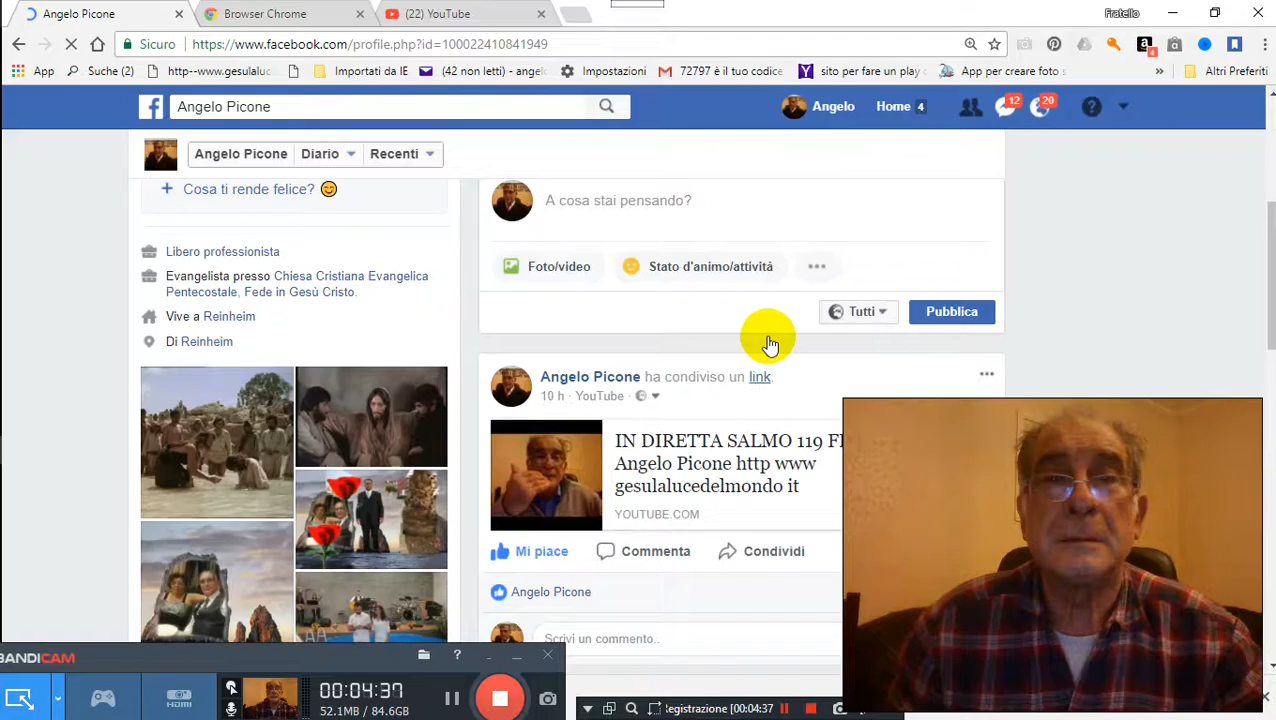 Angelo Picone
Browser Chrome
(22) YouTube
Fratello
Sicuro
https://www.facebook.com/profile.php?id=100022410841949
4
App
Suche (2)
http--www.gesulaluc
Importati da IE
(42 non letti) - angelo
Impostazioni
72797 è il tuo codice
sito per fare un play
App per creare foto s
»
Altri Preferiti
Angelo Picone
Angelo
Home 4
12
20
Angelo Picone
Diario
Recenti
+ Cosa ti rende felice?
A cosa stai pensando?
Libero professionista
Evangelista presso Chiesa Cristiana Evangelica
Pentecostale, Fede in Gesù Cristo.
Vive a Reinheim
Di Reinheim
Foto/video
Stato d'animo/attività
Tutti
Pubblica
Angelo Picone ha condiviso un link.
10 h · YouTube ·
IN DIRETTA SALMO 119 F
Angelo Picone http www
gesulalucedelmondo it
YOUTUBE.COM
Mi piace
Commenta
Condividi
Angelo Picone
Scrivi un commento..
BANDICAM
HDMI
00:04:37
52.1MB / 84.6GB
Registrazione [00:04:37